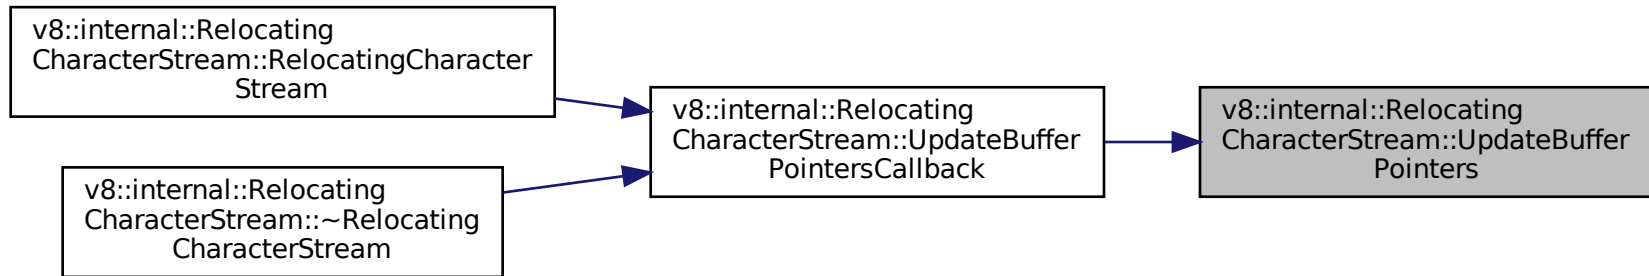 v8::internal::Relocating
CharacterStream::RelocatingCharacter
Stream
v8::internal::Relocating
CharacterStream::~Relocating
CharacterStream
v8::internal::Relocating
CharacterStream::UpdateBuffer
PointersCallback
v8::internal::Relocating
CharacterStream::UpdateBuffer
Pointers